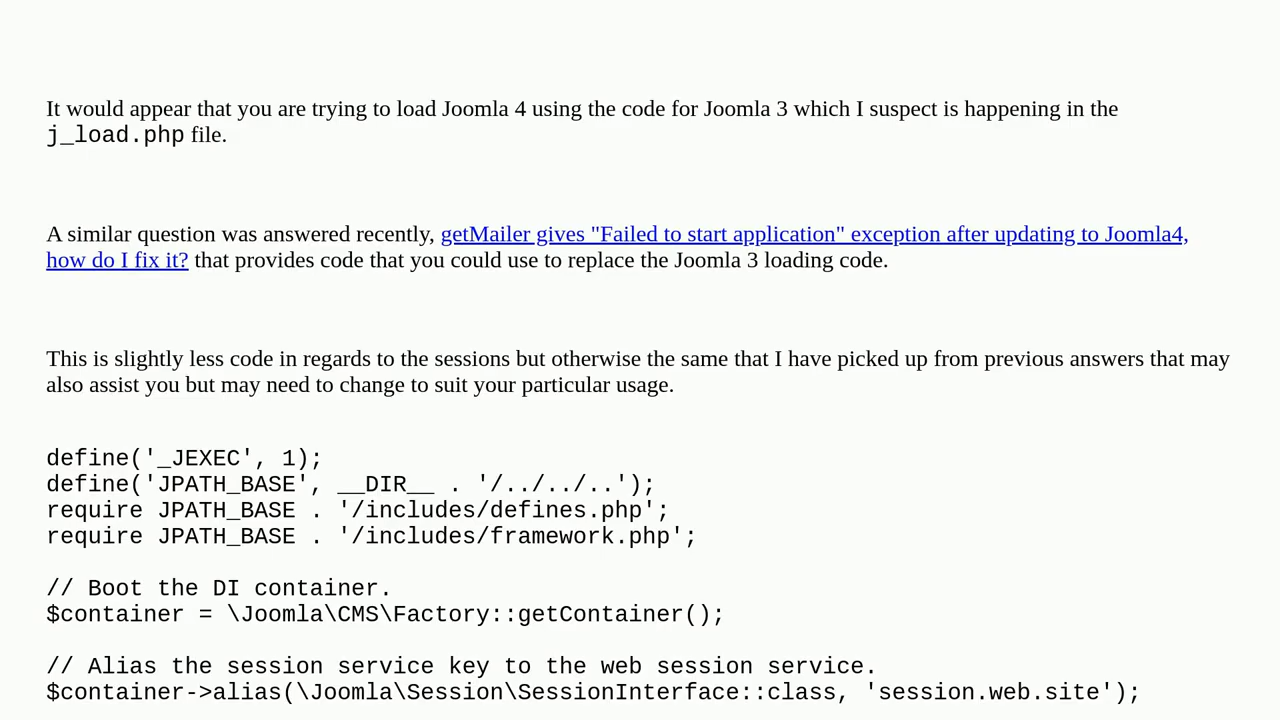 It would appear that you are trying to load Joomla 4 using the code for Joomla 3 which I suspect is happening in the
j_load.php file.
A similar question was answered recently, getMailer gives "Failed to start application" exception after updating to Joomla4,
how do I fix it? that provides code that you could use to replace the Joomla 3 loading code.
This is slightly less code in regards to the sessions but otherwise the same that I have picked up from previous answers that may
also assist you but may need to change to suit your particular usage.
define('_JEXEC', 1);
define('JPATH_BASE', __DIR__ . '/../../..');
require JPATH_BASE . '/includes/defines.php';
require JPATH_BASE . '/includes/framework.php';
// Boot the DI container.
$container = \Joomla\CMS\Factory::getContainer();
// Alias the session service key to the web session service.
$container->alias(\Joomla\Session\SessionInterface::class, 'session.web.site');